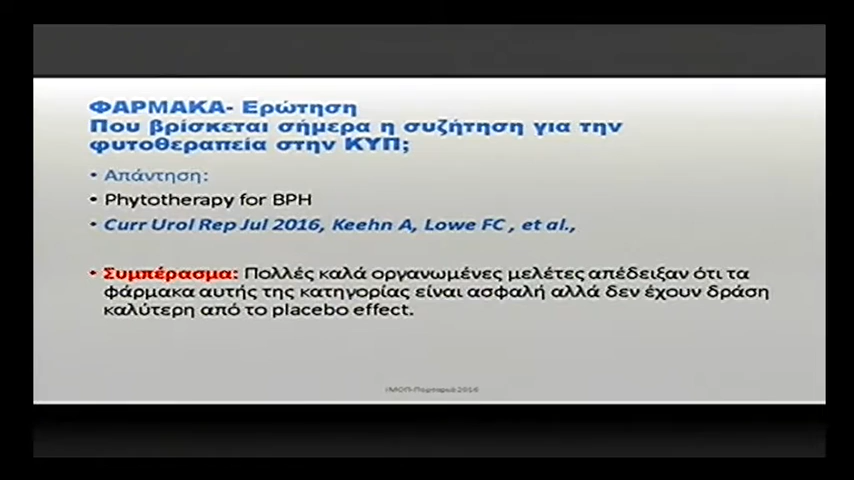 ΦΑΡΜΑΚΑ- Ερώτηση
Που βρίσκεται σήμερα η συζήτηση για την
φυτοθεραπεία στην ΚΥΠ;
• Απάντηση:
• Phytotherapy for BPH
• Curr Urol Rep Jul 2016, Keehn A, Lowe FC , et al.,
• Συμπέρασμα: Πολλές καλά οργανωμένες μελέτες απέδειξαν ότι τα
φάρμακα αυτής της κατηγορίας είναι ασφαλή αλλά δεν έχουν δράση
καλύτερη από το placebo effect.
2016